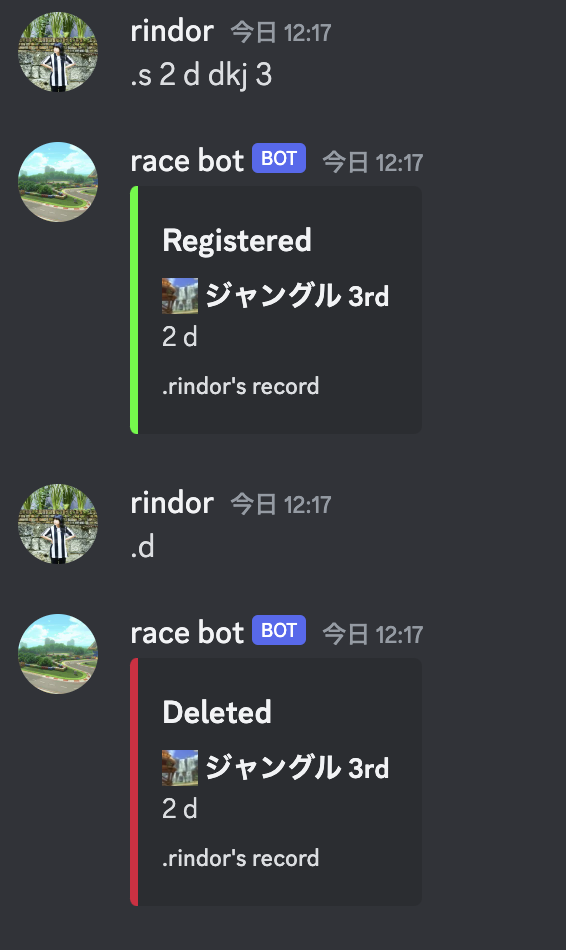 rindor 今日 12:17
.s 2 d dkj 3
race bot BOT 今日 12:17
Registered
ジャングル 3rd
2 d
.rindor's record
rindor 今日 12:17
.d
race bot BOT 今日 12:17
Deleted
ジャングル 3rd
2 d
.rindor's record